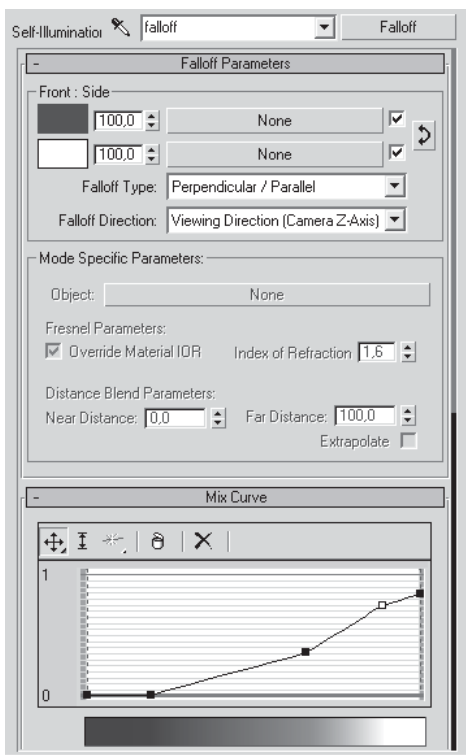 Self-Illumination falloff Falloff
- Falloff Parameters
Front : Side
100,0 None
100,0 None
Falloff Type: Perpendicular / Parallel
Falloff Direction: Viewing Direction (Camera Z-Axis)
Mode Specific Parameters:
Object: None
Fresnel Parameters:
Override Material IOR Index of Refraction 1,6
Distance Blend Parameters:
Near Distance: 0,0 Far Distance: 100,0
Extrapolate
- Mix Curve
1
0